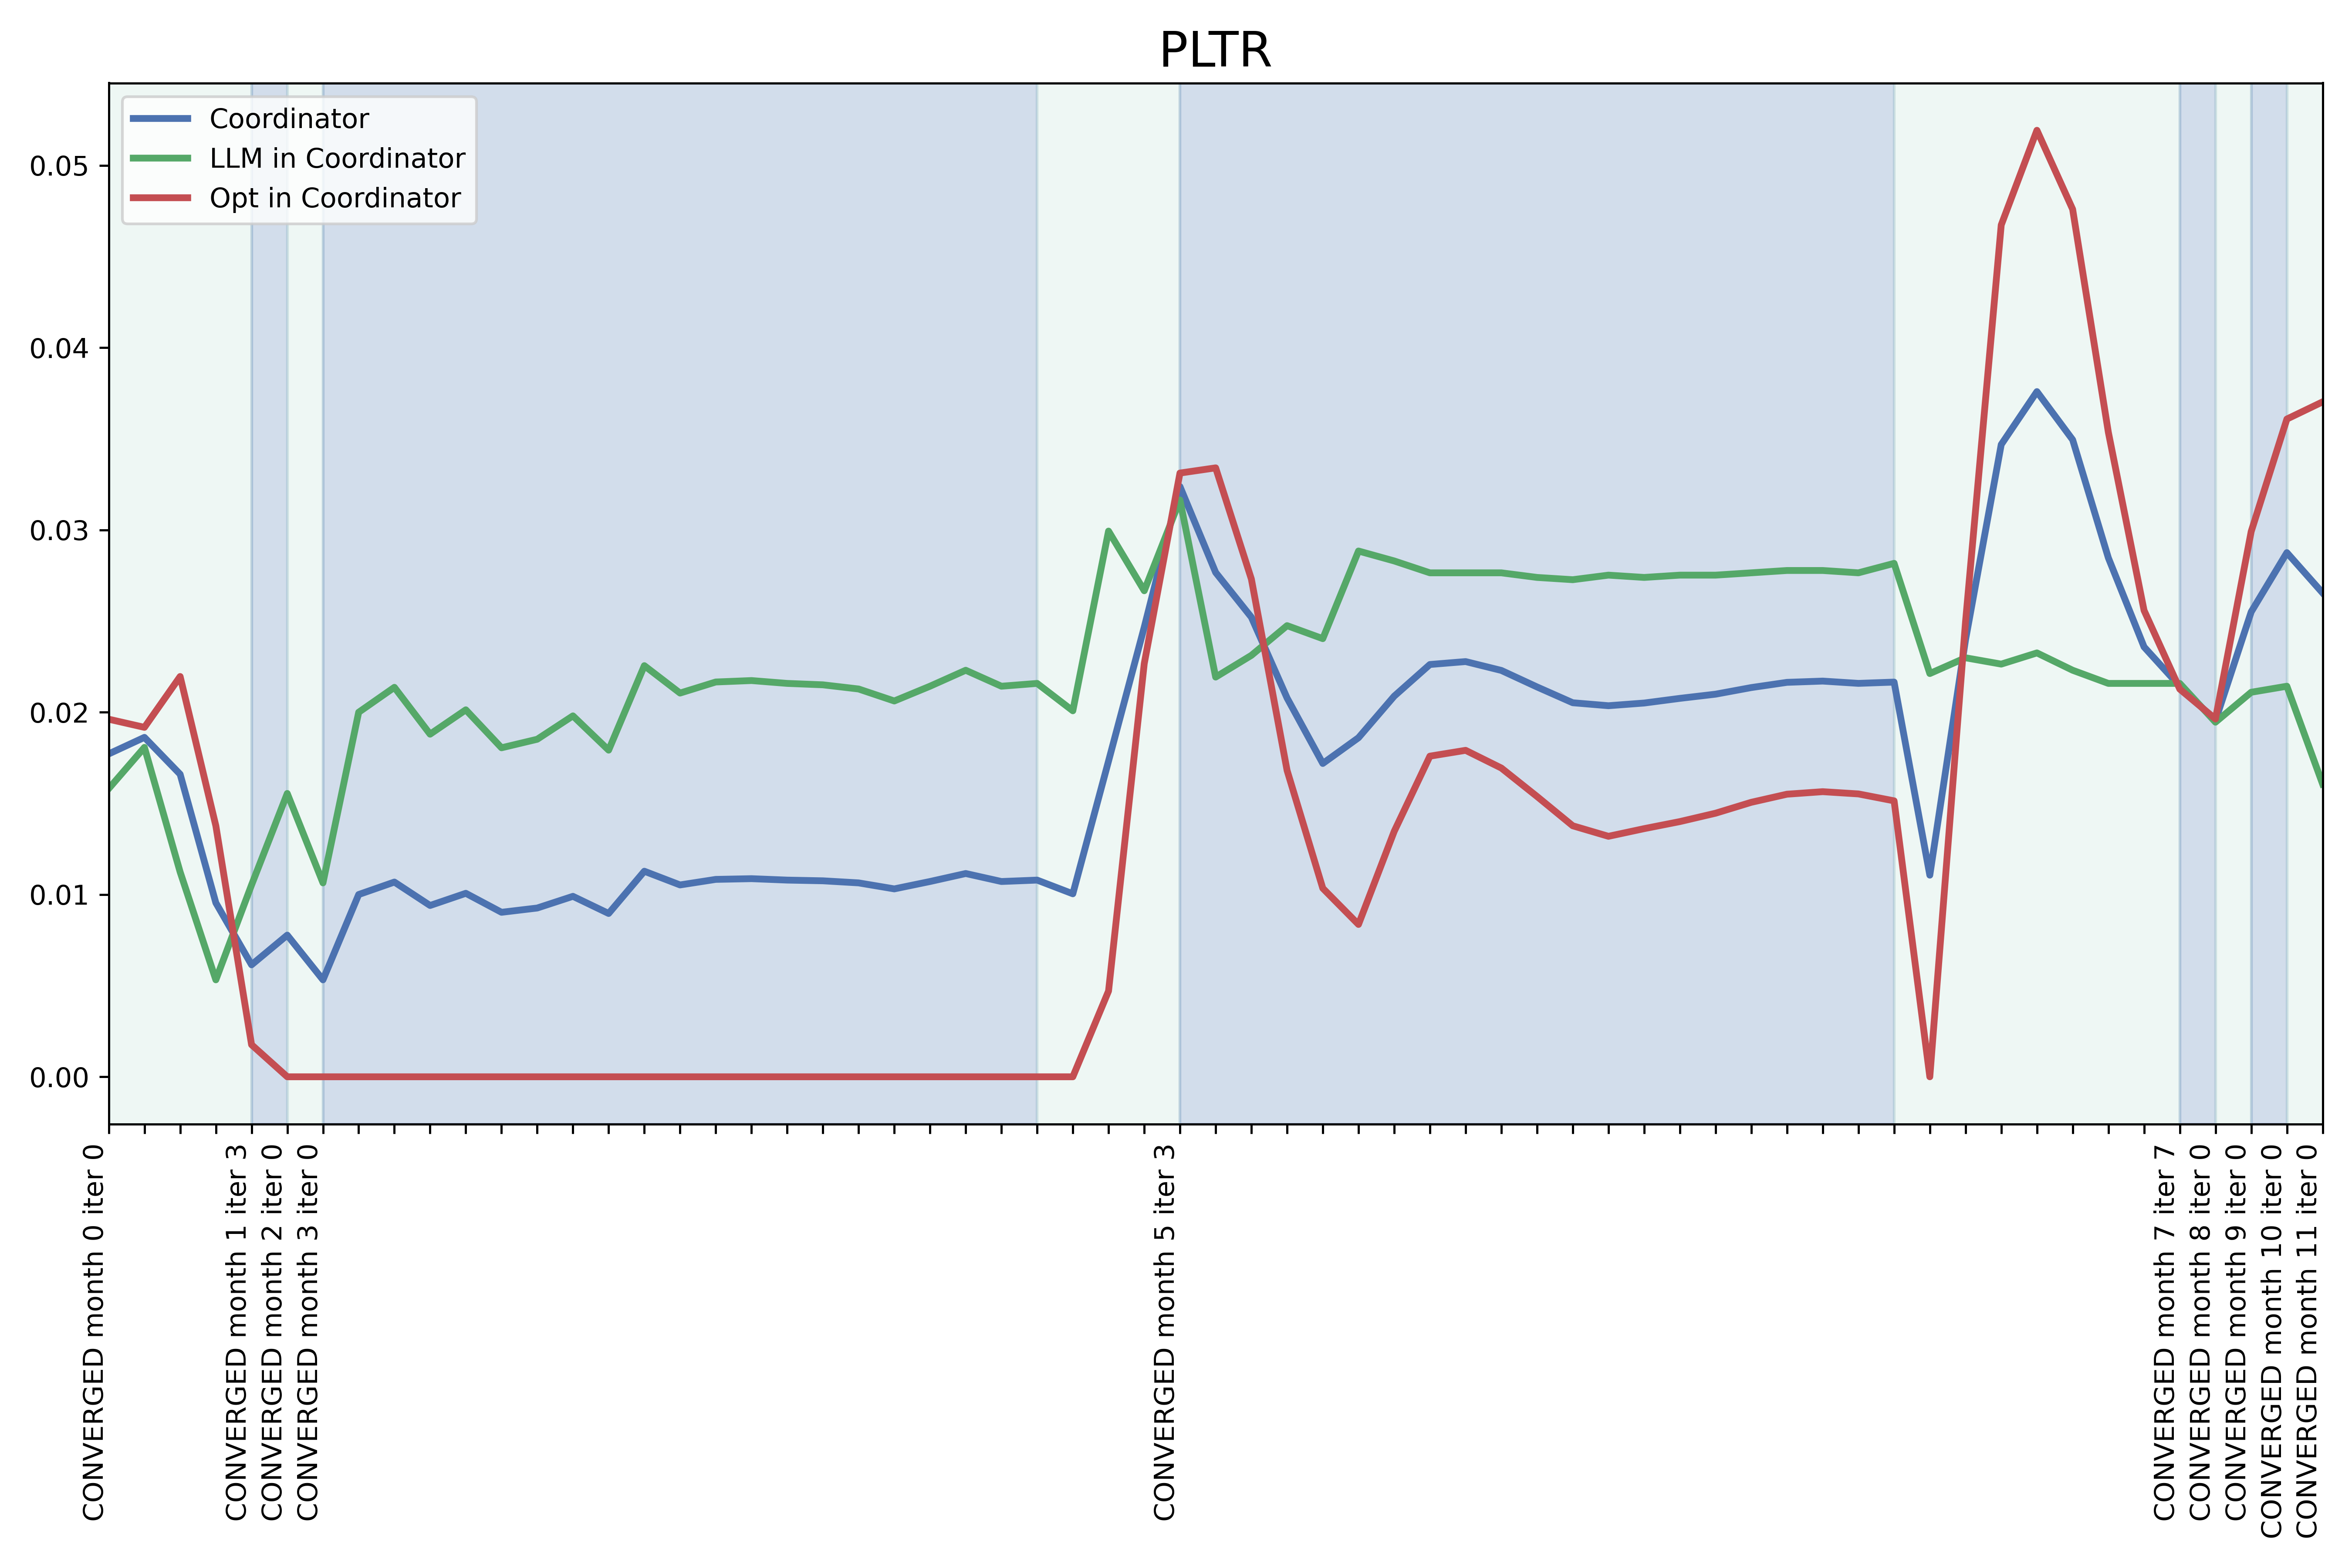 PLTR
Coordinator
LLM in Coordinator
Opt in Coordinator
0.05
0.04
0.03
0.02
0.01
0.00
CONVERGED month 0 iter 0
CONVERGED month 1 iter 3
CONVERGED month 2 iter 0
CONVERGED month 3 iter 0
CONVERGED month 5 iter 3
CONVERGED month 7 iter 7
CONVERGED month 8 iter 0
CONVERGED month 9 iter 0
CONVERGED month 10 iter 0
CONVERGED month 11 iter 0